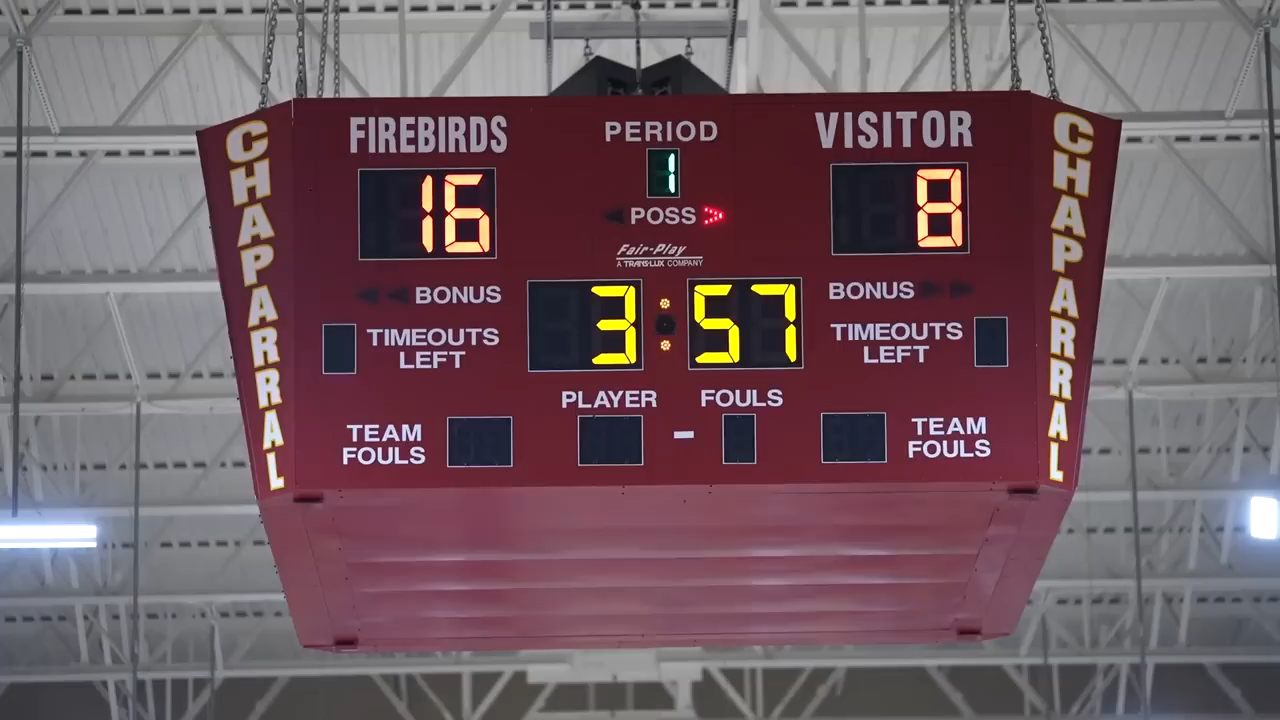 CHAPARRAL
FIREBIRDS PERIOD VISITOR
16 1 8
POSS
Fair-Play
A TRANS-LUX COMPANY
BONUS 3:57 BONUS
TIMEOUTS LEFT
TIMEOUTS LEFT
PLAYER FOULS
TEAM FOULS
-
TEAM FOULS
CHAPARRAL